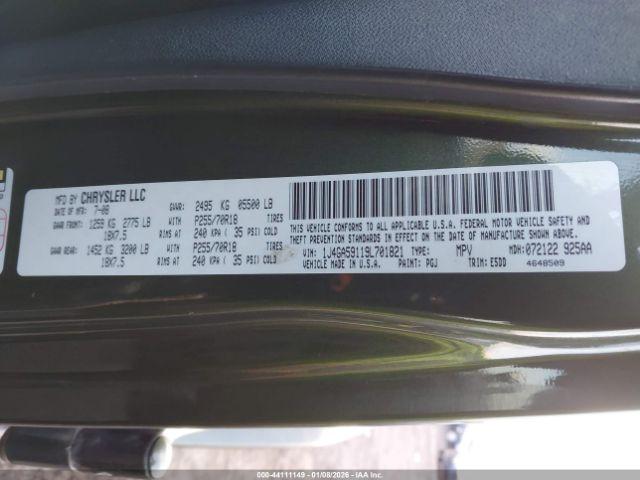 MFD BY CHRYSLER LLC
DATE OF MFR: 7-08 GVWR: 2495 KG 05500 LB
GAWR FRONT: 1259 KG 2775 LB WITH P255/70R18 TIRES
18X7.5 RIMS AT 240 KPA ( 35 PSI) COLD
GAWR REAR: 1452 KG 3200 LB WITH P255/70R18 TIRES
18X7.5 RIMS AT 240 KPA ( 35 PSI) COLD
THIS VEHICLE CONFORMS TO ALL APPLICABLE U.S.A. FEDERAL MOTOR VEHICLE SAFETY AND
THEFT PREVENTION STANDARDS IN EFFECT ON THE DATE OF MANUFACTURE SHOWN ABOVE.
VIN: 1J4GA59119L701821 TYPE: MPV MDH: 072122 925AA
VEHICLE MADE IN U.S.A. PAINT: PGJ TRIM: E5DD 4648509
000-44111149 - 01/08/2026 - COPYRIGHT IAA, LLC.